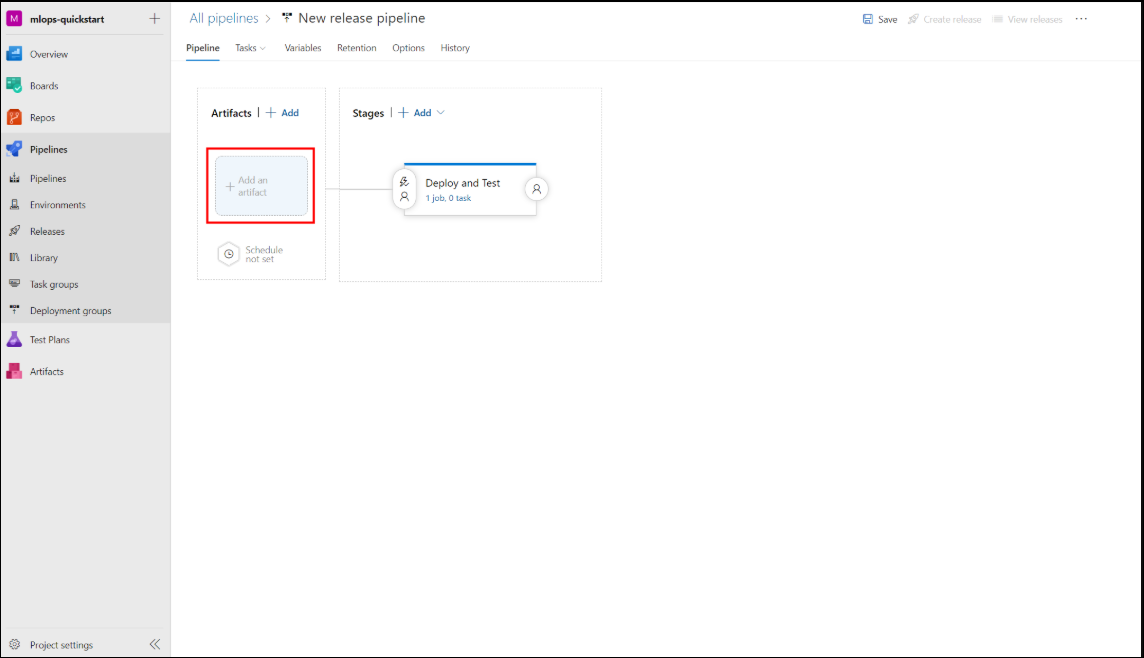 M mlops-quickstart
Overview
Boards
Repos
Pipelines
Pipelines
Environments
Releases
Library
Task groups
Deployment groups
Test Plans
Artifacts
Project settings
All pipelines > New release pipeline
Save Create release View releases ...
Pipeline Tasks Variables Retention Options History
Artifacts | + Add
Add an
artifact
Schedule
not set
Stages | + Add
Deploy and Test
1 job, 0 task